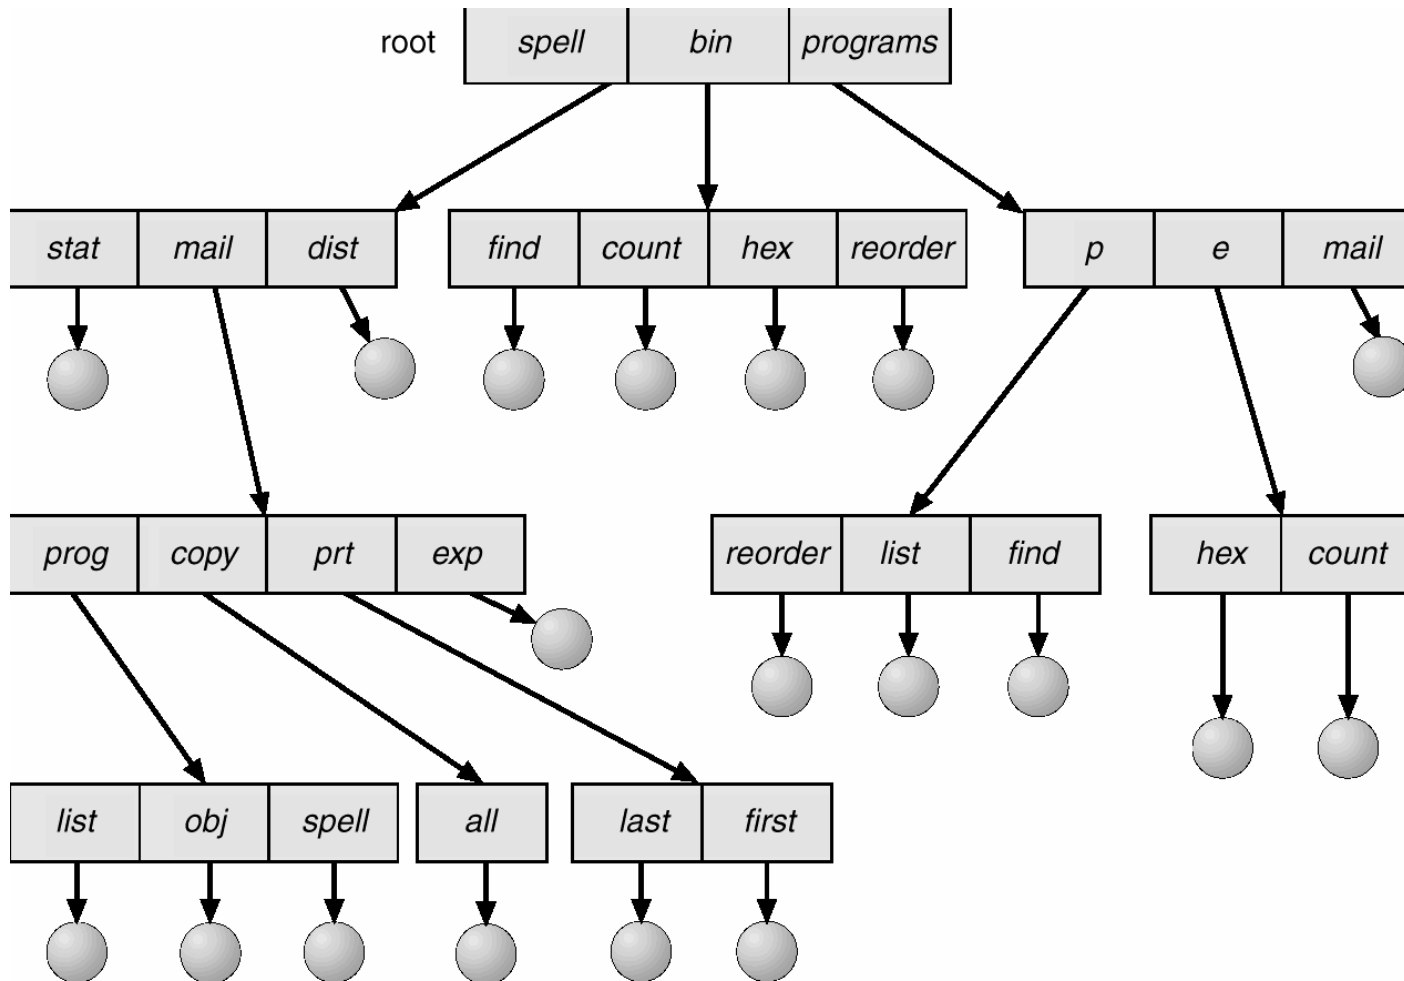 root spell bin programs
stat mail dist find count hex reorder p e mail
prog copy prt exp reorder list find hex count
list obj spell all last first